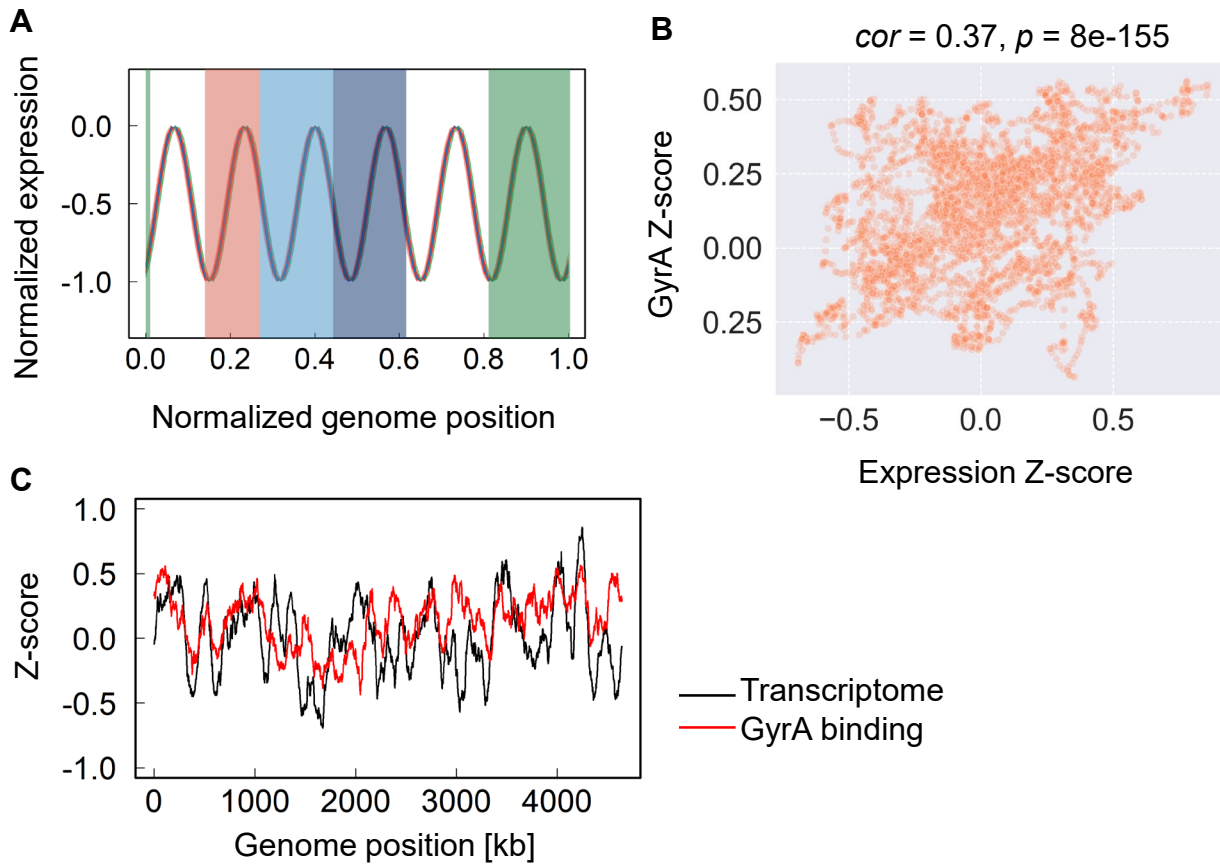 A
Normalized expression
0.0
-0.5
-1.0
0.0 0.2 0.4 0.6 0.8 1.0
Normalized genome position
B
cor = 0.37, p = 8e-155
GyrA Z-score
0.50
0.25
0.00
0.25
−0.5 0.0 0.5
Expression Z-score
C
Z-score
1.0
0.5
0.0
-0.5
-1.0
0 1000 2000 3000 4000
Genome position [kb]
Transcriptome
GyrA binding